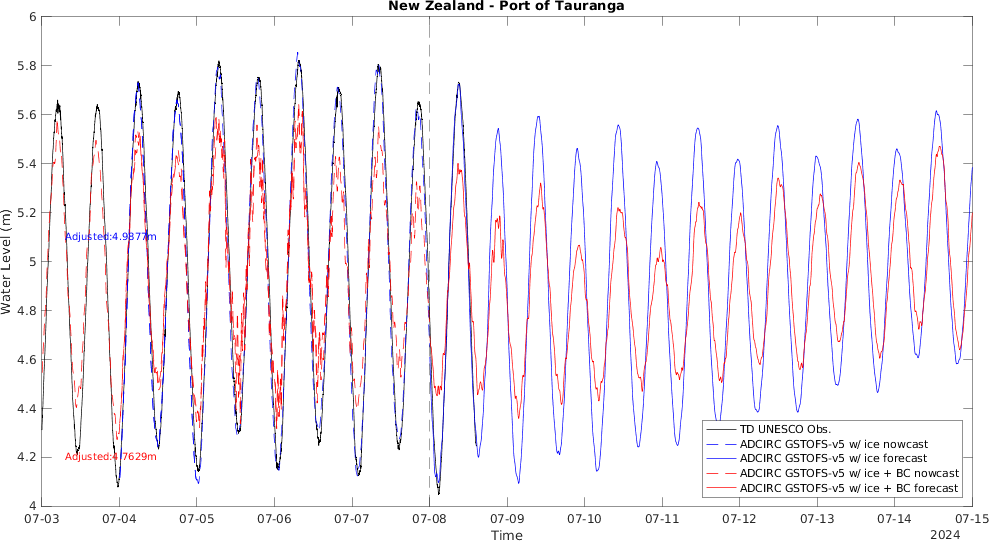 New Zealand - Port of Tauranga
Water Level (m)
6
5.8
5.6
5.4
5.2
5
4.8
4.6
4.4
4.2
4
Adjusted:4.9377m
Adjusted:4.7629m
TD UNESCO Obs.
ADCIRC GSTOFS-v5 w/ ice nowcast
ADCIRC GSTOFS-v5 w/ ice forecast
ADCIRC GSTOFS-v5 w/ ice + BC nowcast
ADCIRC GSTOFS-v5 w/ ice + BC forecast
07-03 07-04 07-05 07-06 07-07 07-08 07-09 07-10 07-11 07-12 07-13 07-14 07-15
Time
2024